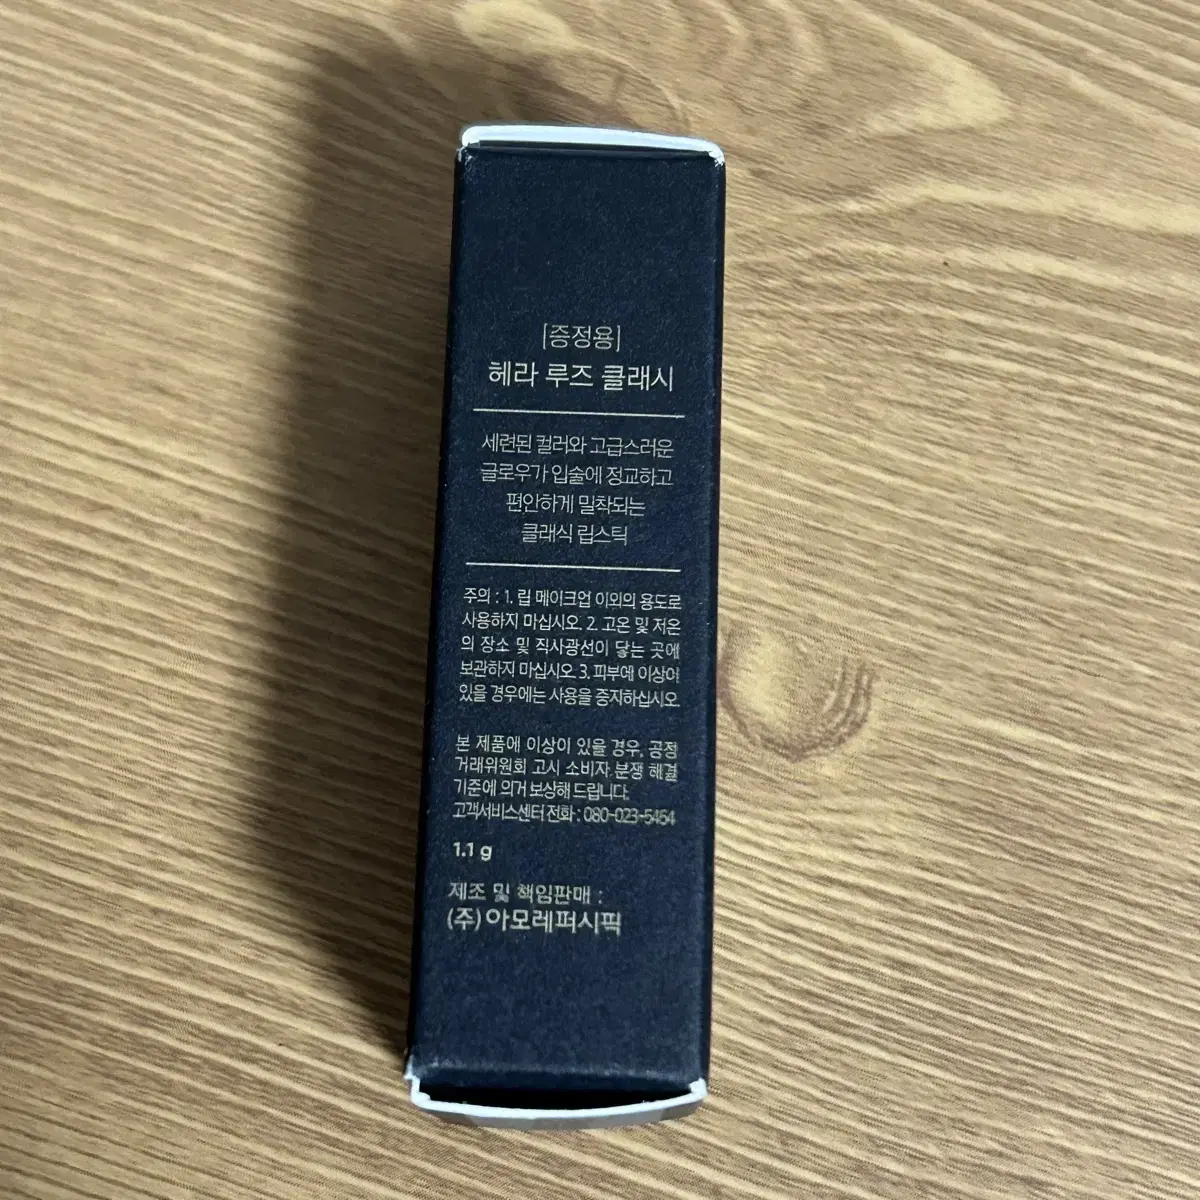 [증정용]
헤라 루즈 클래시
세련된 컬러와 고급스러운
글로우가 입술에 정교하고
편안하게 밀착되는
클래식 립스틱
주의 : 1. 립 메이크업 이외의 용도로
사용하지 마십시오. 2. 고온 및 저온
의 장소 및 직사광선이 닿는 곳에
보관하지 마십시오. 3. 피부에 이상이
있을 경우에는 사용을 중지하십시오.
본 제품에 이상이 있을 경우, 공정
거래위원회 고시 소비자 분쟁 해결
기준에 의거 보상해 드립니다.
고객서비스센터 전화 : 080-023-5454
1.1 g
제조 및 책임판매 :
(주)아모레퍼시픽